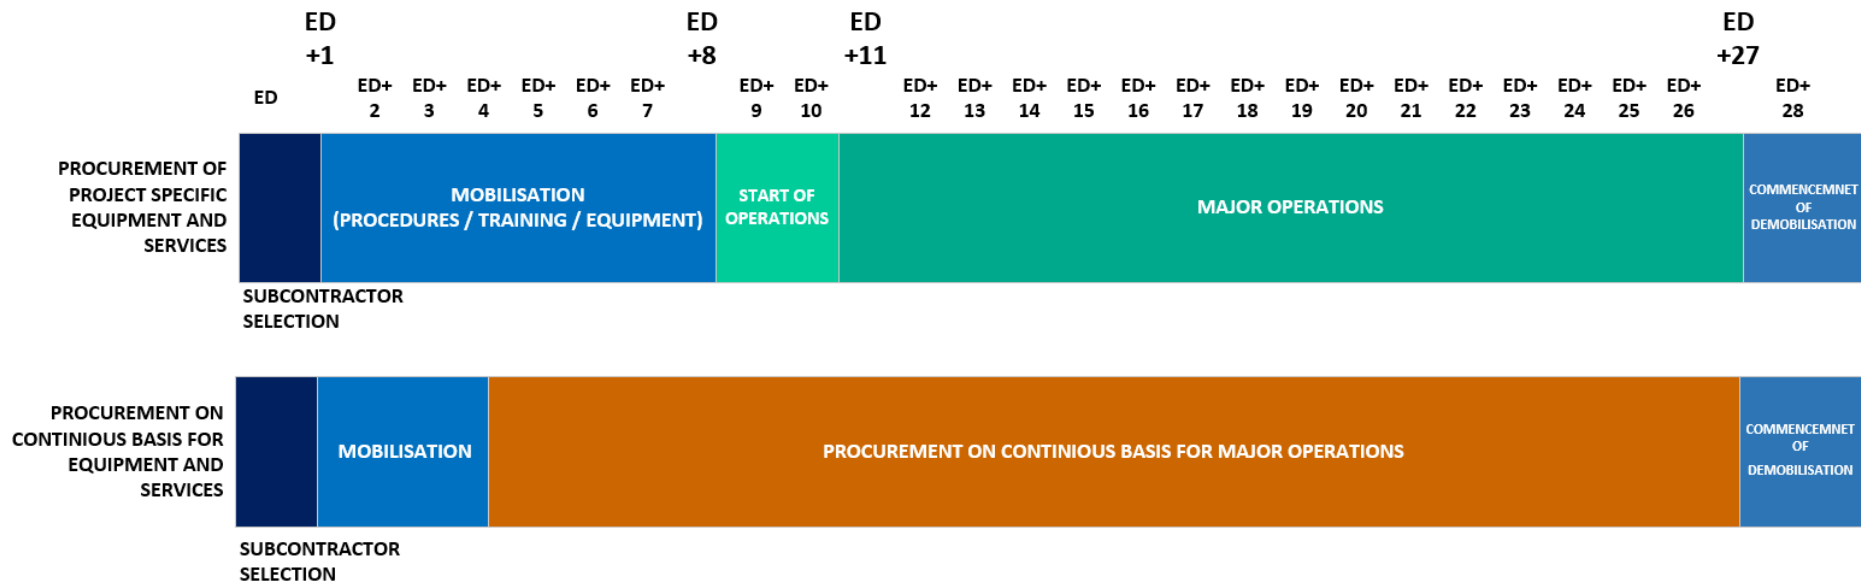 ED
+1
ED
+8
ED
+11
ED
+27
ED
ED+
2
ED+
3
ED+
4
ED+
5
ED+
6
ED+
7
ED+
9
ED+
10
ED+
12
ED+
13
ED+
14
ED+
15
ED+
16
ED+
17
ED+
18
ED+
19
ED+
20
ED+
21
ED+
22
ED+
23
ED+
24
ED+
25
ED+
26
ED+
28
PROCUREMENT OF
PROJECT SPECIFIC
EQUIPMENT AND
SERVICES
MOBILISATION
(PROCEDURES / TRAINING / EQUIPMENT)
START OF
OPERATIONS
MAJOR OPERATIONS
COMMENCEMNET
OF
DEMOBILISATION
SUBCONTRACTOR
SELECTION
PROCUREMENT ON
CONTINIOUS BASIS FOR
EQUIPMENT AND
SERVICES
MOBILISATION
PROCUREMENT ON CONTINIOUS BASIS FOR MAJOR OPERATIONS
COMMENCEMNET
OF
DEMOBILISATION
SUBCONTRACTOR
SELECTION